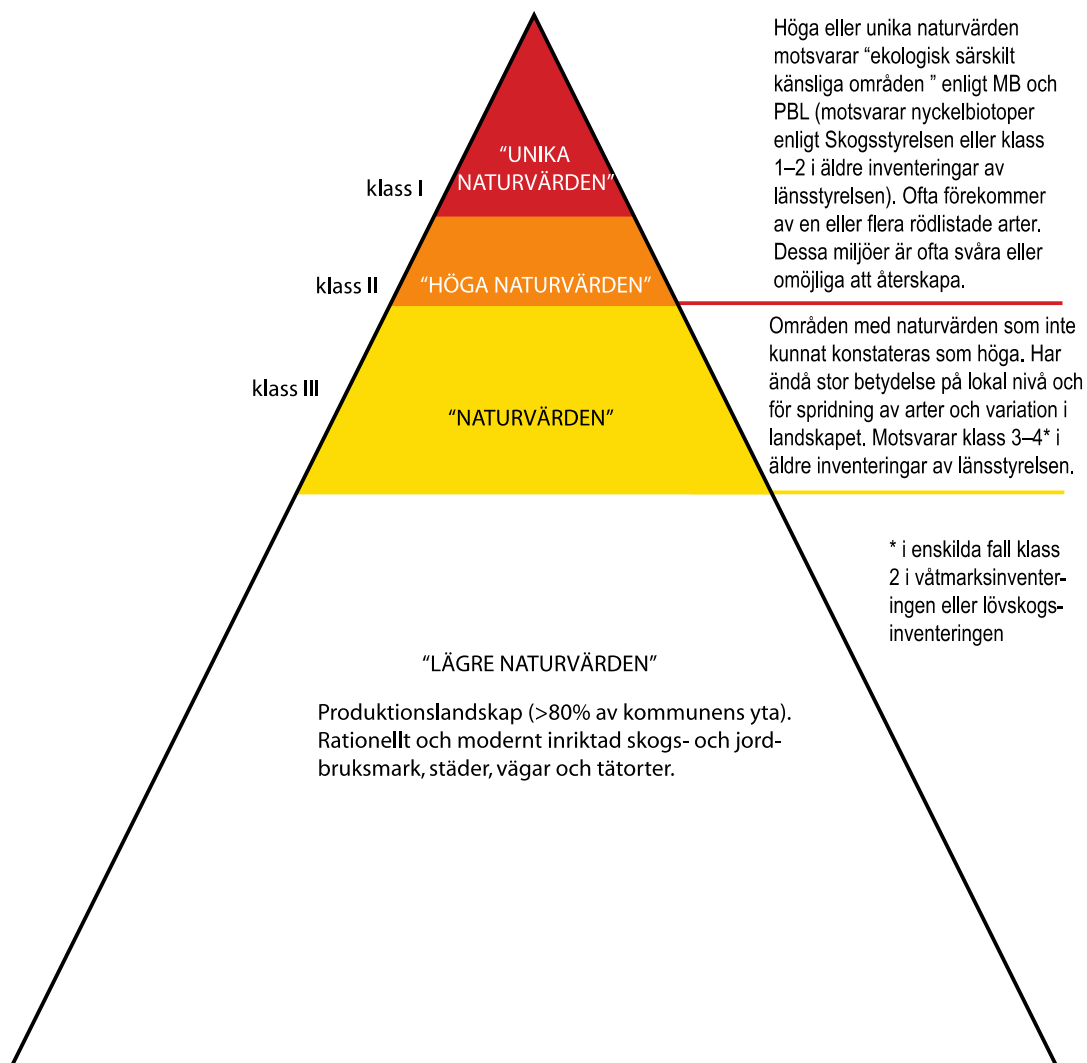 Höga eller unika naturvärden
motsvarar “ekologisk särskilt
känsliga områden ” enligt MB och
PBL (motsvarar nyckelbiotoper
enligt Skogsstyrelsen eller klass
1–2 i äldre inventeringar av
länsstyrelsen). Ofta förekommer
av en eller flera rödlistade arter.
Dessa miljöer är ofta svåra eller
omöjliga att återskapa.
“UNIKA
NATURVÄRDEN”
klass I
klass II
“HÖGA NATURVÄRDEN”
Områden med naturvärden som inte
kunnat konstateras som höga. Har
ändå stor betydelse på lokal nivå och
för spridning av arter och variation i
landskapet. Motsvarar klass 3–4* i
äldre inventeringar av länsstyrelsen.
klass III
“NATURVÄRDEN”
* i enskilda fall klass
2 i våtmarksinventer-
ingen eller lövskogs-
inventeringen
“LÄGRE NATURVÄRDEN”
Produktionslandskap (>80% av kommunens yta).
Rationellt och modernt inriktad skogs- och jord-
bruksmark, städer, vägar och tätorter.